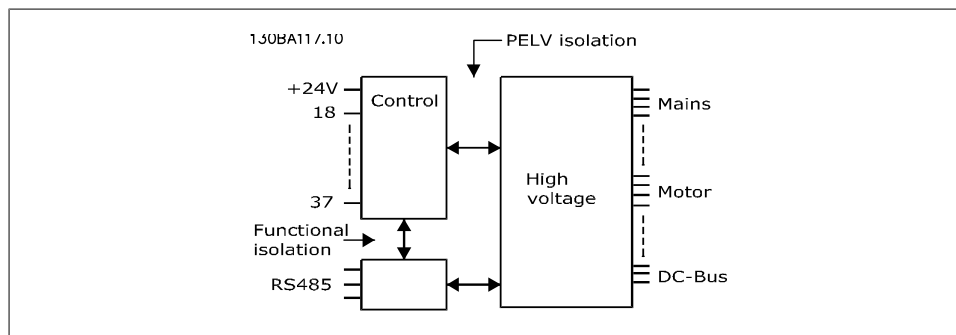 130BA117.10
PELV isolation
+24V
Control
18
Mains
37
High
voltage
Motor
Functional
isolation
RS485
DC-Bus